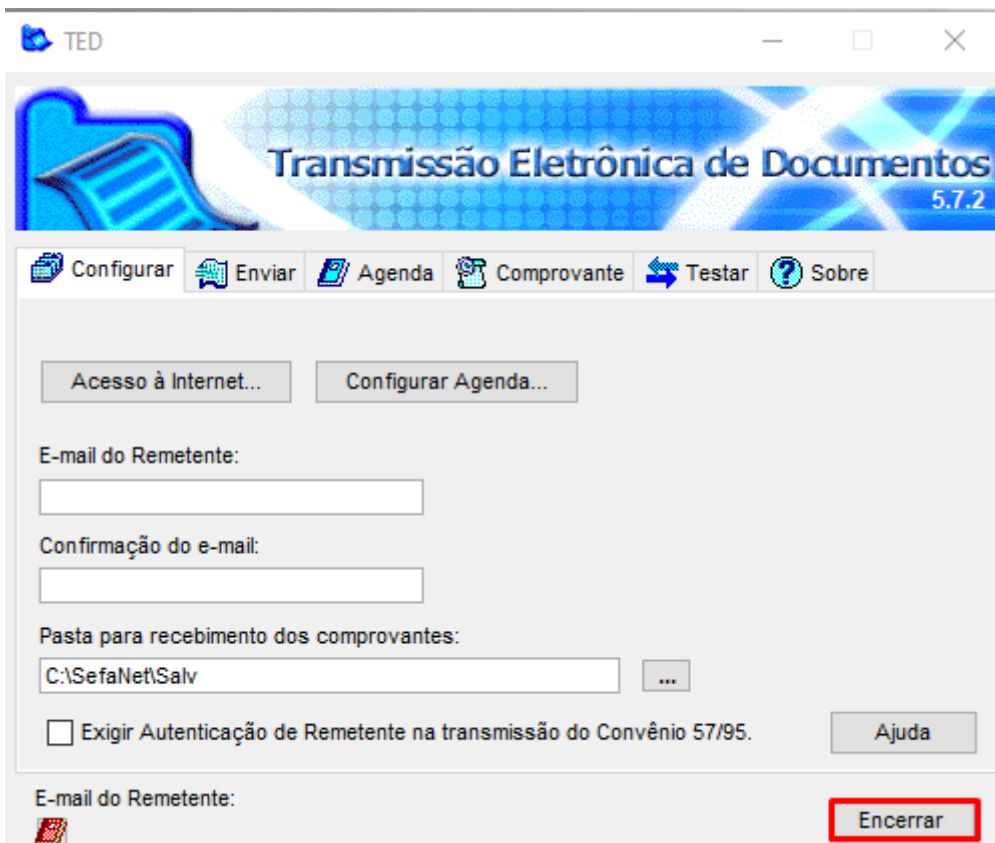 TED
Transmissão Eletrônica de Documentos
5.7.2
Configurar Enviar Agenda Comprovante Testar Sobre
Acesso à Internet... Configurar Agenda...
E-mail do Remetente:
Confirmação do e-mail:
Pasta para recebimento dos comprovantes:
C:\SefaNet\Salv ...
Exigir Autenticação de Remetente na transmissão do Convênio 57/95. Ajuda
E-mail do Remetente:
Encerrar